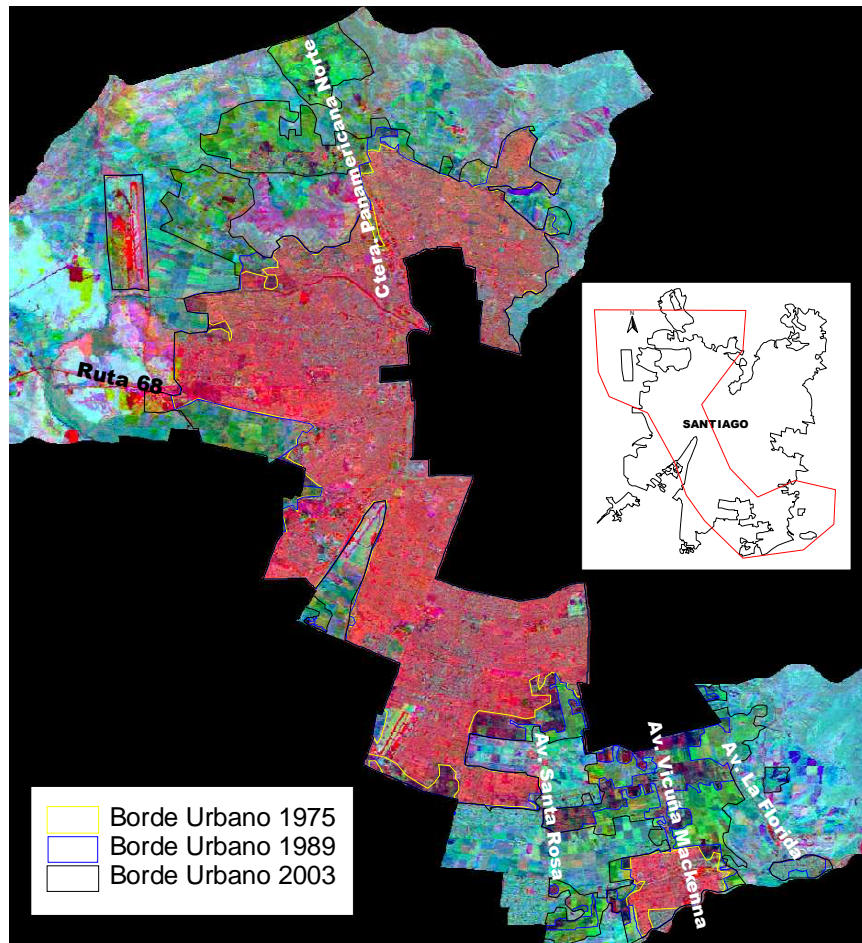 Ctera. Panamericana Norte
Ruta 68
N
SANTIAGO
Av. Santa Rosa
Av. Vicuña Mackenna
Av. La Florida
Borde Urbano 1975
Borde Urbano 1989
Borde Urbano 2003